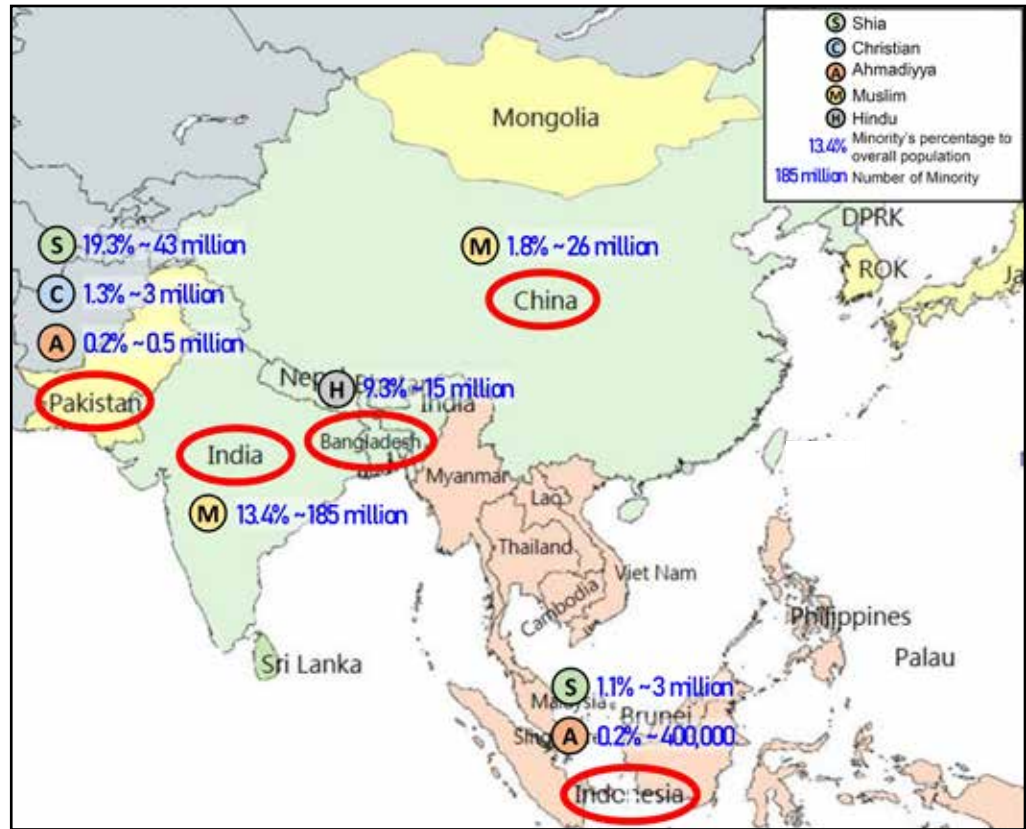 S Shia
C Christian
A Ahmadiyya
M Muslim
H Hindu
13.4% Minority's percentage to
overall population
185 million Number of Minority
Mongolia
DPRK
ROK
S 19.3% ~ 43 million
M 1.8% ~ 26 million
Ja
C 1.3% ~ 3 million
China
A 0.2% ~ 0.5 million
H 9.3% ~ 15 million
Pakistan
India
India
Bangladesh
Myanmar
Lao
M 13.4% ~ 185 million
Thailand
Viet Nam
Cambodia
Philippines
Sri Lanka
Palau
S 1.1% ~ 3 million
Brunei
A 0.2% ~ 400,000
Indonesia